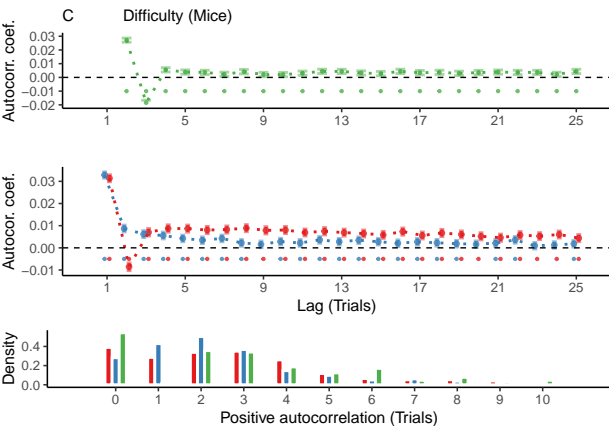 C Difficulty (Mice)
Autocorr. coef.
0.03
0.02
0.01
0.00
−0.01
−0.02
1 5 9 13 17 21 25
Autocor. coef.
0.03
0.02
0.01
0.00
−0.01
1 5 9 13 17 21 25
Lag (Trials)
Density
0.4
0.2
0.0
0 1 2 3 4 5 6 7 8 9 10
Positive autocorrelation (Trials)